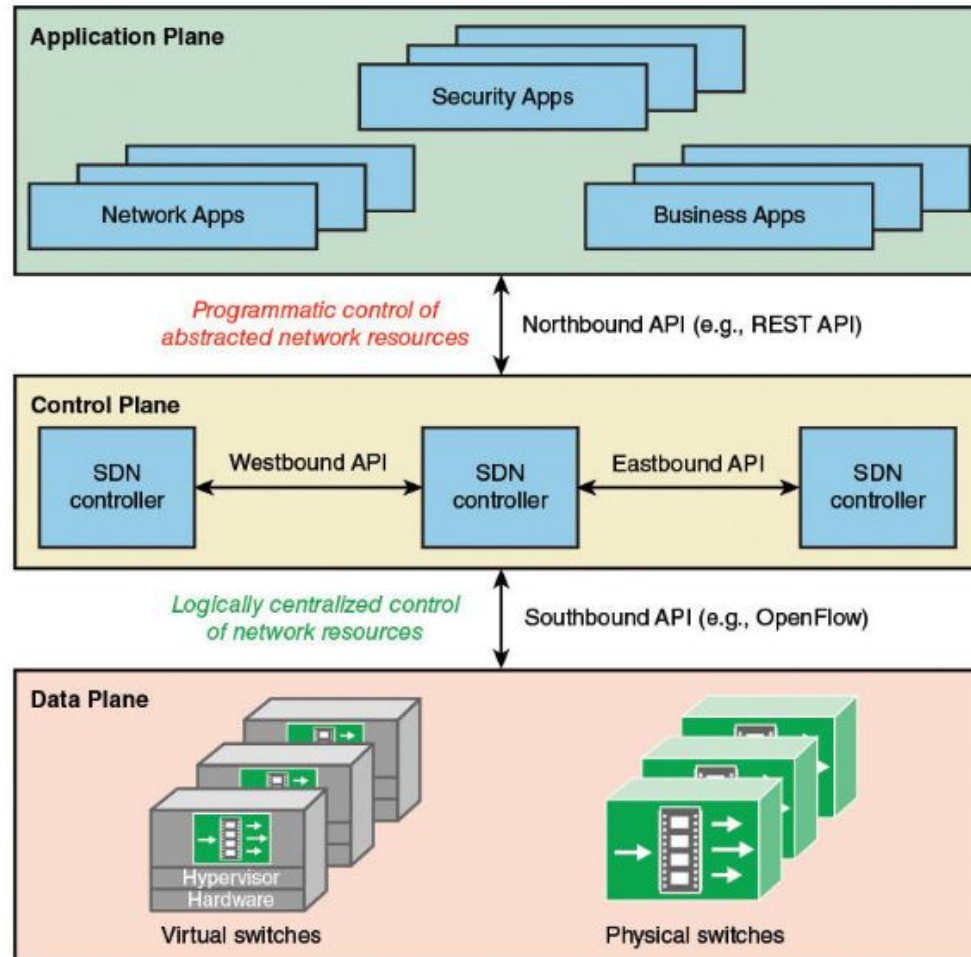 Application Plane
Security Apps
Network Apps
Business Apps
Programmatic control of
abstracted network resources
Northbound API (e.g., REST API)
Control Plane
SDN
controller
Westbound API
SDN
controller
Eastbound API
SDN
controller
Logically centralized control
of network resources
Southbound API (e.g., OpenFlow)
Data Plane
Hypervisor
Hardware
Virtual switches
Physical switches